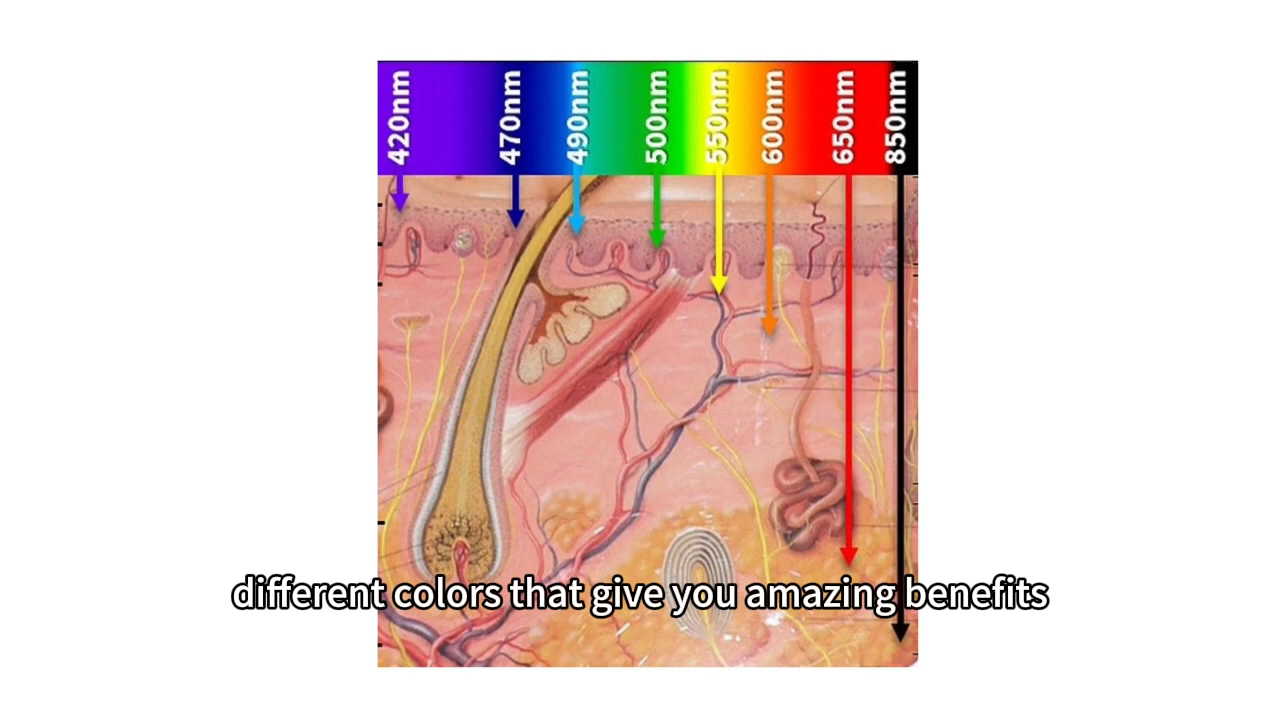 420nm
470nm
490nm
500nm
550nm
600nm
650nm
850nm
different colors that give you amazing benefits